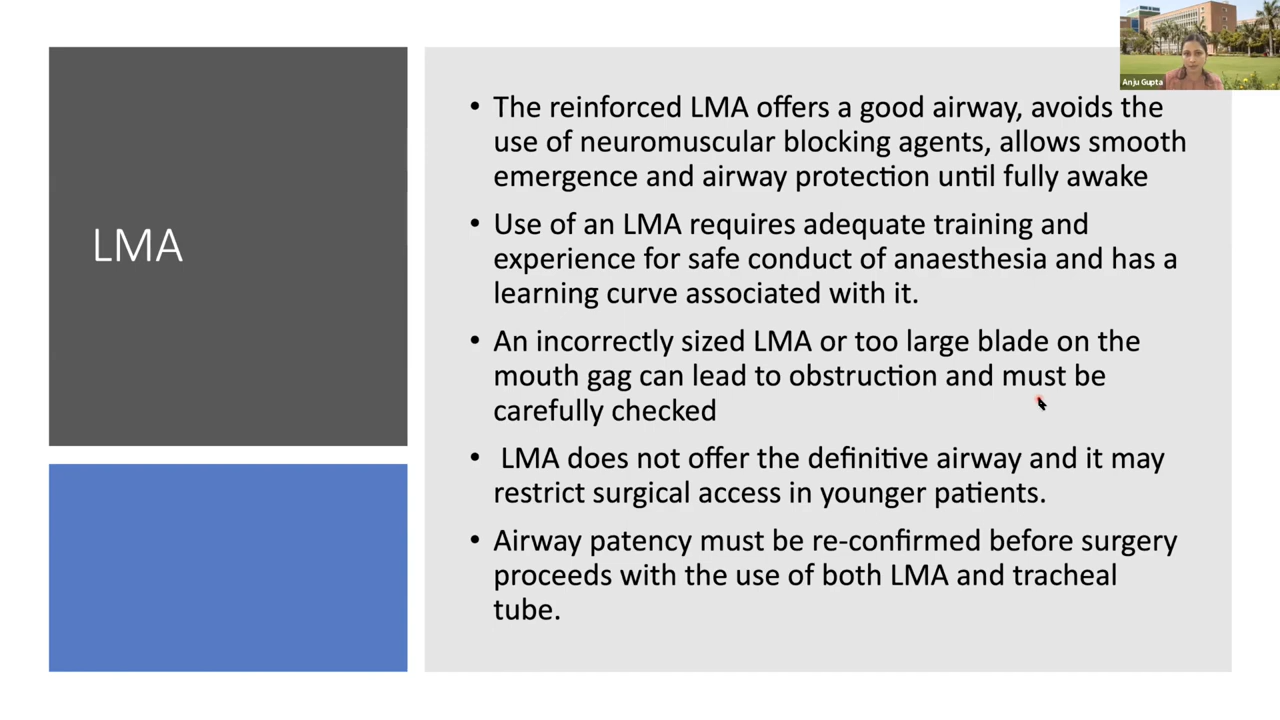 Anju Gupta
LMA
• The reinforced LMA offers a good airway, avoids the
use of neuromuscular blocking agents, allows smooth
emergence and airway protection until fully awake
• Use of an LMA requires adequate training and
experience for safe conduct of anaesthesia and has a
learning curve associated with it.
• An incorrectly sized LMA or too large blade on the
mouth gag can lead to obstruction and must be
carefully checked
• LMA does not offer the definitive airway and it may
restrict surgical access in younger patients.
• Airway patency must be re-confirmed before surgery
proceeds with the use of both LMA and tracheal
tube.